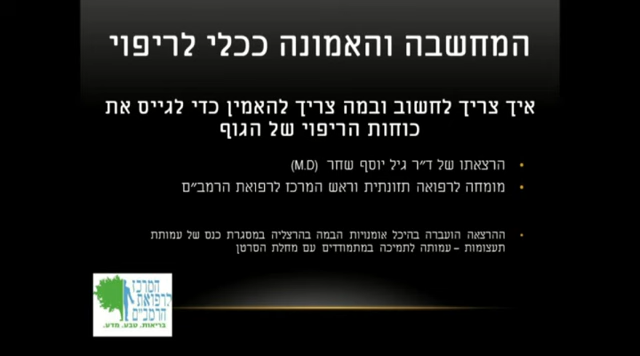 המחשבה והאמונה ככלי לריפוי
איך צריך לחשוב ובמה צריך להאמין כדי לגייס את
כוחות הריפוי של הגוף
• הרצאתו של ד"ר גיל יוסף שחר (M.D)
• מומחה לרפואה תזונתית וראש המרכז לרפואת הרמב"ם
• ההרצאה הועברה בהיכל אומנויות הבמה בהרצליה במסגרת כנס של עמותת
תעצומות – עמותה לתמיכה במתמודדים עם מחלת הסרטן
המרכז
לרפואת
הרמב"ם
בריאות. טבע. מדע.